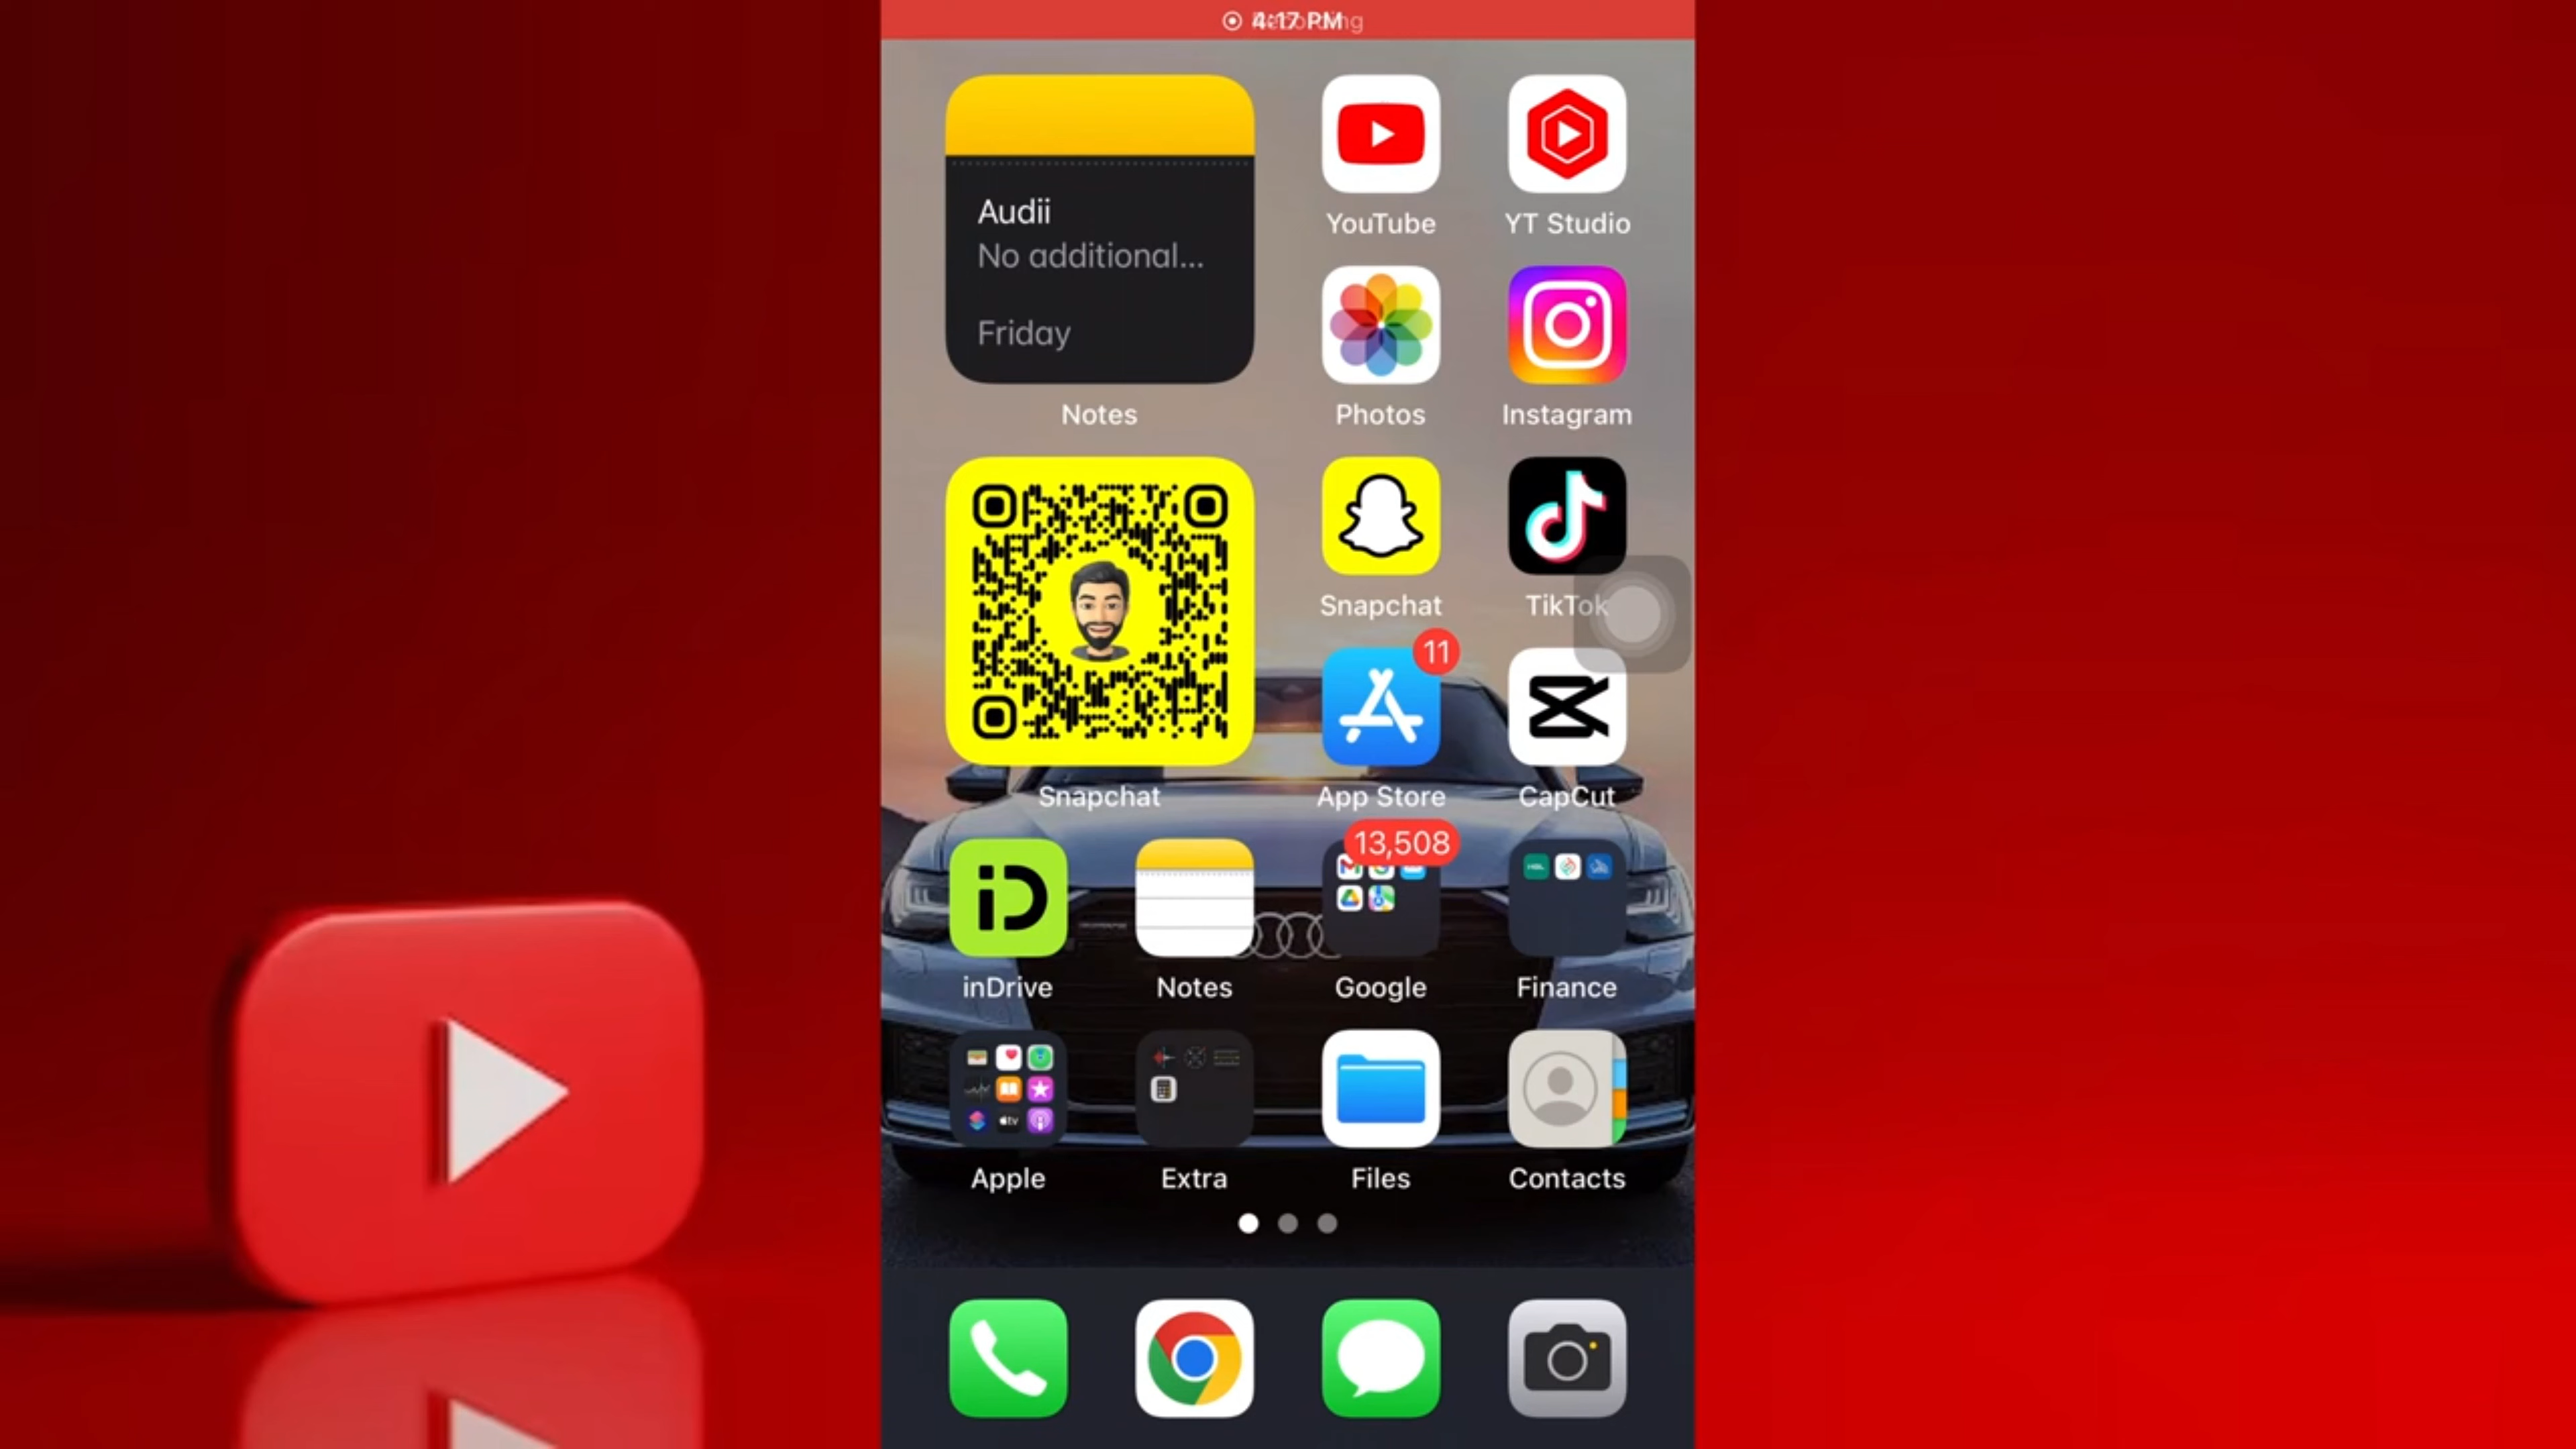 4:17 PM
Audii
No additional...
Friday
Notes
YouTube
YT Studio
Photos
Instagram
Snapchat
Snapchat
TikTok
11
App Store
CapCut
13,508
iD
inDrive
Notes
Google
Finance
Apple
Extra
Files
Contacts